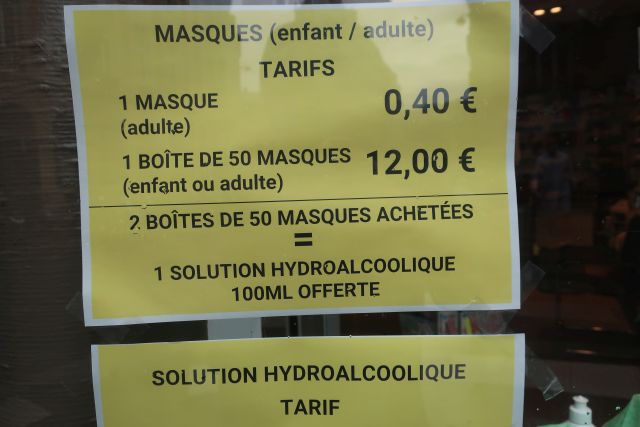 MASQUES (enfant / adulte)
TARIFS
1 MASQUE 0,40 €
(adulte)
1 BOÎTE DE 50 MASQUES 12,00 €
(enfant ou adulte)
2 BOÎTES DE 50 MASQUES ACHETÉES
=
1 SOLUTION HYDROALCOOLIQUE
100ML OFFERTE
SOLUTION HYDROALCOOLIQUE
TARIF